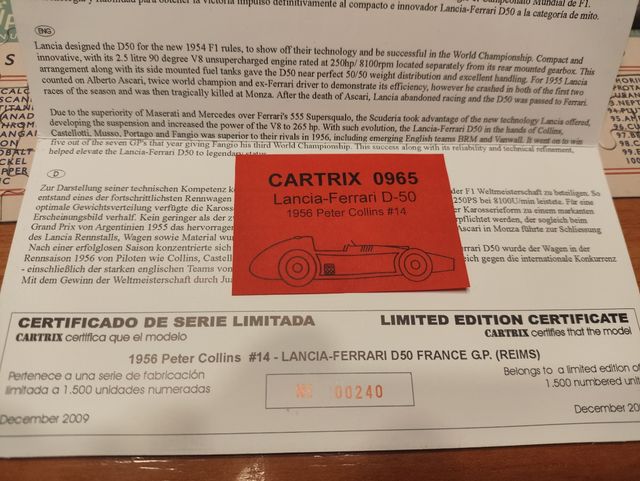 y habilidad para obtener la victoria impulsó definitivamente al compacto e innovador Lancia-Ferrari D50 a la categoría de mito.
Campeonato Mundial de F1.
ENG
Lancia designed the D50 for the new 1954 F1 rules, to show off their technology and be successful in the World Championship. Compact and
innovative, with its 2.5 litre 90 degree V8 unsupercharged engine rated at 250hp/ 8100rpm located separately from its rear mounted gearbox. This
arrangement along with its side mounted fuel tanks gave the D50 near perfect 50/50 weight distribution and excellent handling. For 1955 Lancia
counted on Alberto Ascari, twice world champion and ex-Ferrari driver to demonstrate its efficiency, however he crashed in both of the first two
races of the season and was then tragically killed at Monza. After the death of Ascari, Lancia abandoned racing and the D50 was passed to Ferrari.
Due to the superiority of Maserati and Mercedes over Ferrari's 555 Supersqualo, the Scuderia took advantage of the new technology Lancia offered,
developing the suspension and increased the power of the V8 to 265 hp. With such evolution, the Lancia-Ferrari D50 in the hands of Collins,
Castellotti, Musso, Portago and Fangio was superior to their rivals in 1956, including emerging English teams BRM and Vanwall. It went on to win
five out of the seven GP's that year giving Fangio his third World Championship. This success along with its reliability and technical refinement,
helped elevate the Lancia-Ferrari D50 to legendary status.
D
Zur Darstellung seiner technischen Kompetenz
entstand eines der fortschrittlichsten Rennwagen
optimale Gewichtsverteilung verfügte die
Erscheinungsbild verhalf. Kein geringer als der
Grand Prix von Argentinien 1955 das
des Lancia Rennstalls, Wagen sowie Material
Nach einer erfolglosen Saison konzentrierte
Rennsaison 1956 von Piloten wie Collins,
- einschließlich der starken englischen Teams von
Mit dem Gewinn der Weltmeisterschaft durch
der F1 Weltmeisterschaft zu beteiligen. So
250PS bei 8100U/min leistete. Für eine
der Karosserieform zu einem markanten
verpflichtet werden, der sogleich beim
Ascari in Monza führte zur Schließung
Ferrari D50 wurde der Wagen in der
gegen die internationale Konkurrenz
CARTRIX 0965
Lancia-Ferrari D-50
1956 Peter Collins #14
CERTIFICADO DE SERIE LIMITADA
CARTRIX certifica que el modelo
LIMITED EDITION CERTIFICATE
CARTRIX certifies that the model
1956 Peter Collins #14 - LANCIA-FERRARI D50 FRANCE G.P. (REIMS)
Pertenece a una serie de fabricación
limitada a 1.500 unidades numeradas
Nº 00240
Belongs to a limited edition of
1.500 numbered
December 2009
December